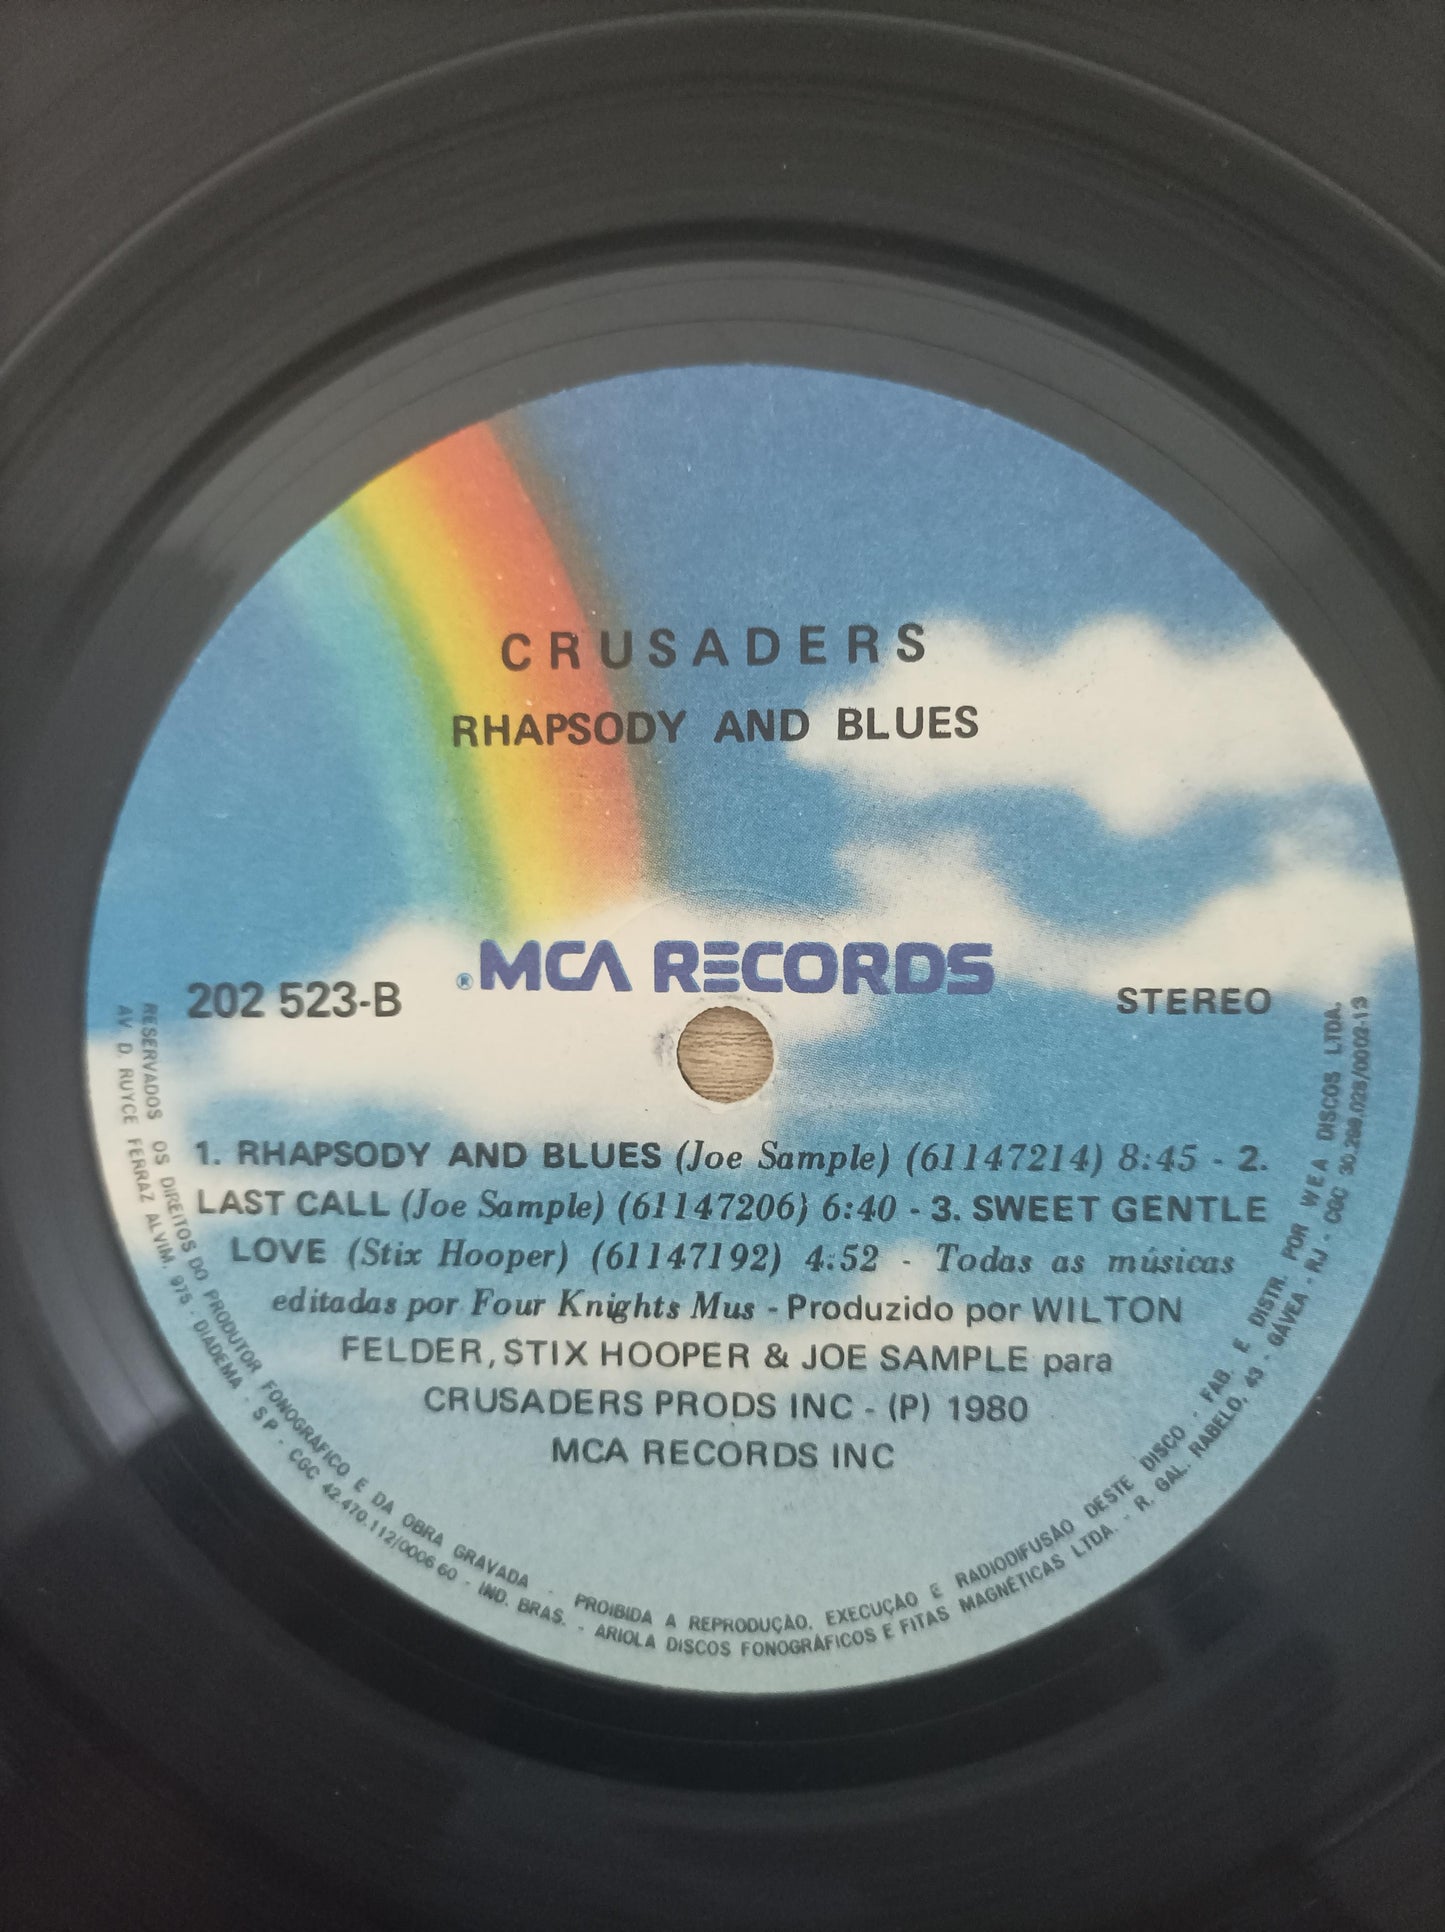 CRUSADERS
RHAPSODY AND BLUES
® MCA RECORDS
202 523-B
STEREO
1. RHAPSODY AND BLUES (Joe Sample) (61147214) 8:45 - 2.
LAST CALL (Joe Sample) (61147206) 6:40 - 3. SWEET GENTLE
LOVE (Stix Hooper) (61147192) 4:52 - Todas as músicas
editadas por Four Knights Mus - Produzido por WILTON
FELDER, STIX HOOPER & JOE SAMPLE para
CRUSADERS PRODS INC - (P) 1980
MCA RECORDS INC
RESERVADOS OS DIREITOS DO PRODUTOR FONOGRÁFICO E DA OBRA GRAVADA - PROIBIDA A REPRODUÇÃO, EXECUÇÃO E RADIODIFUSÃO DESTE DISCO - FAB. E DISTR. POR WEA DISCOS LTDA.
AV D. RUYCE FERRAZ ALVIM, 975 - DIADEMA - SP - CGC 42.470.112/0006 60 - IND. BRAS. - ARIOLA DISCOS FONOGRÁFICOS E FITAS MAGNÉTICAS LTDA. - R. GAL. RABELO, 43 - GÁVEA - RJ - CGC 30.288.028/0002-13